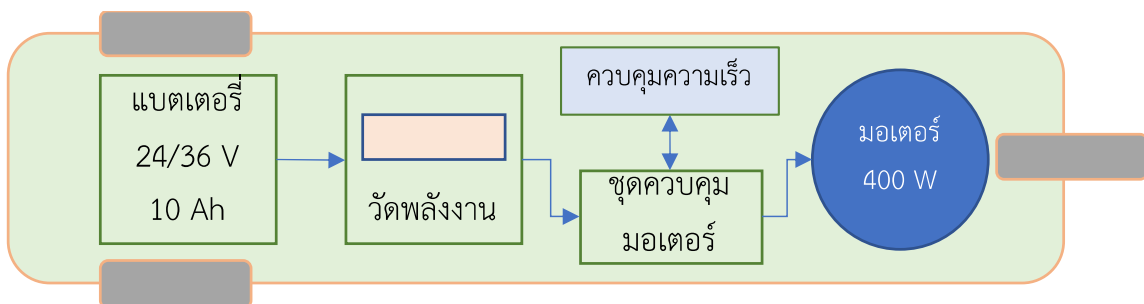 แบตเตอรี่
24/36 V
10 Ah
วัดพลังงาน
ควบคุมความเร็ว
ชุดควบคุม
มอเตอร์
มอเตอร์
400 W